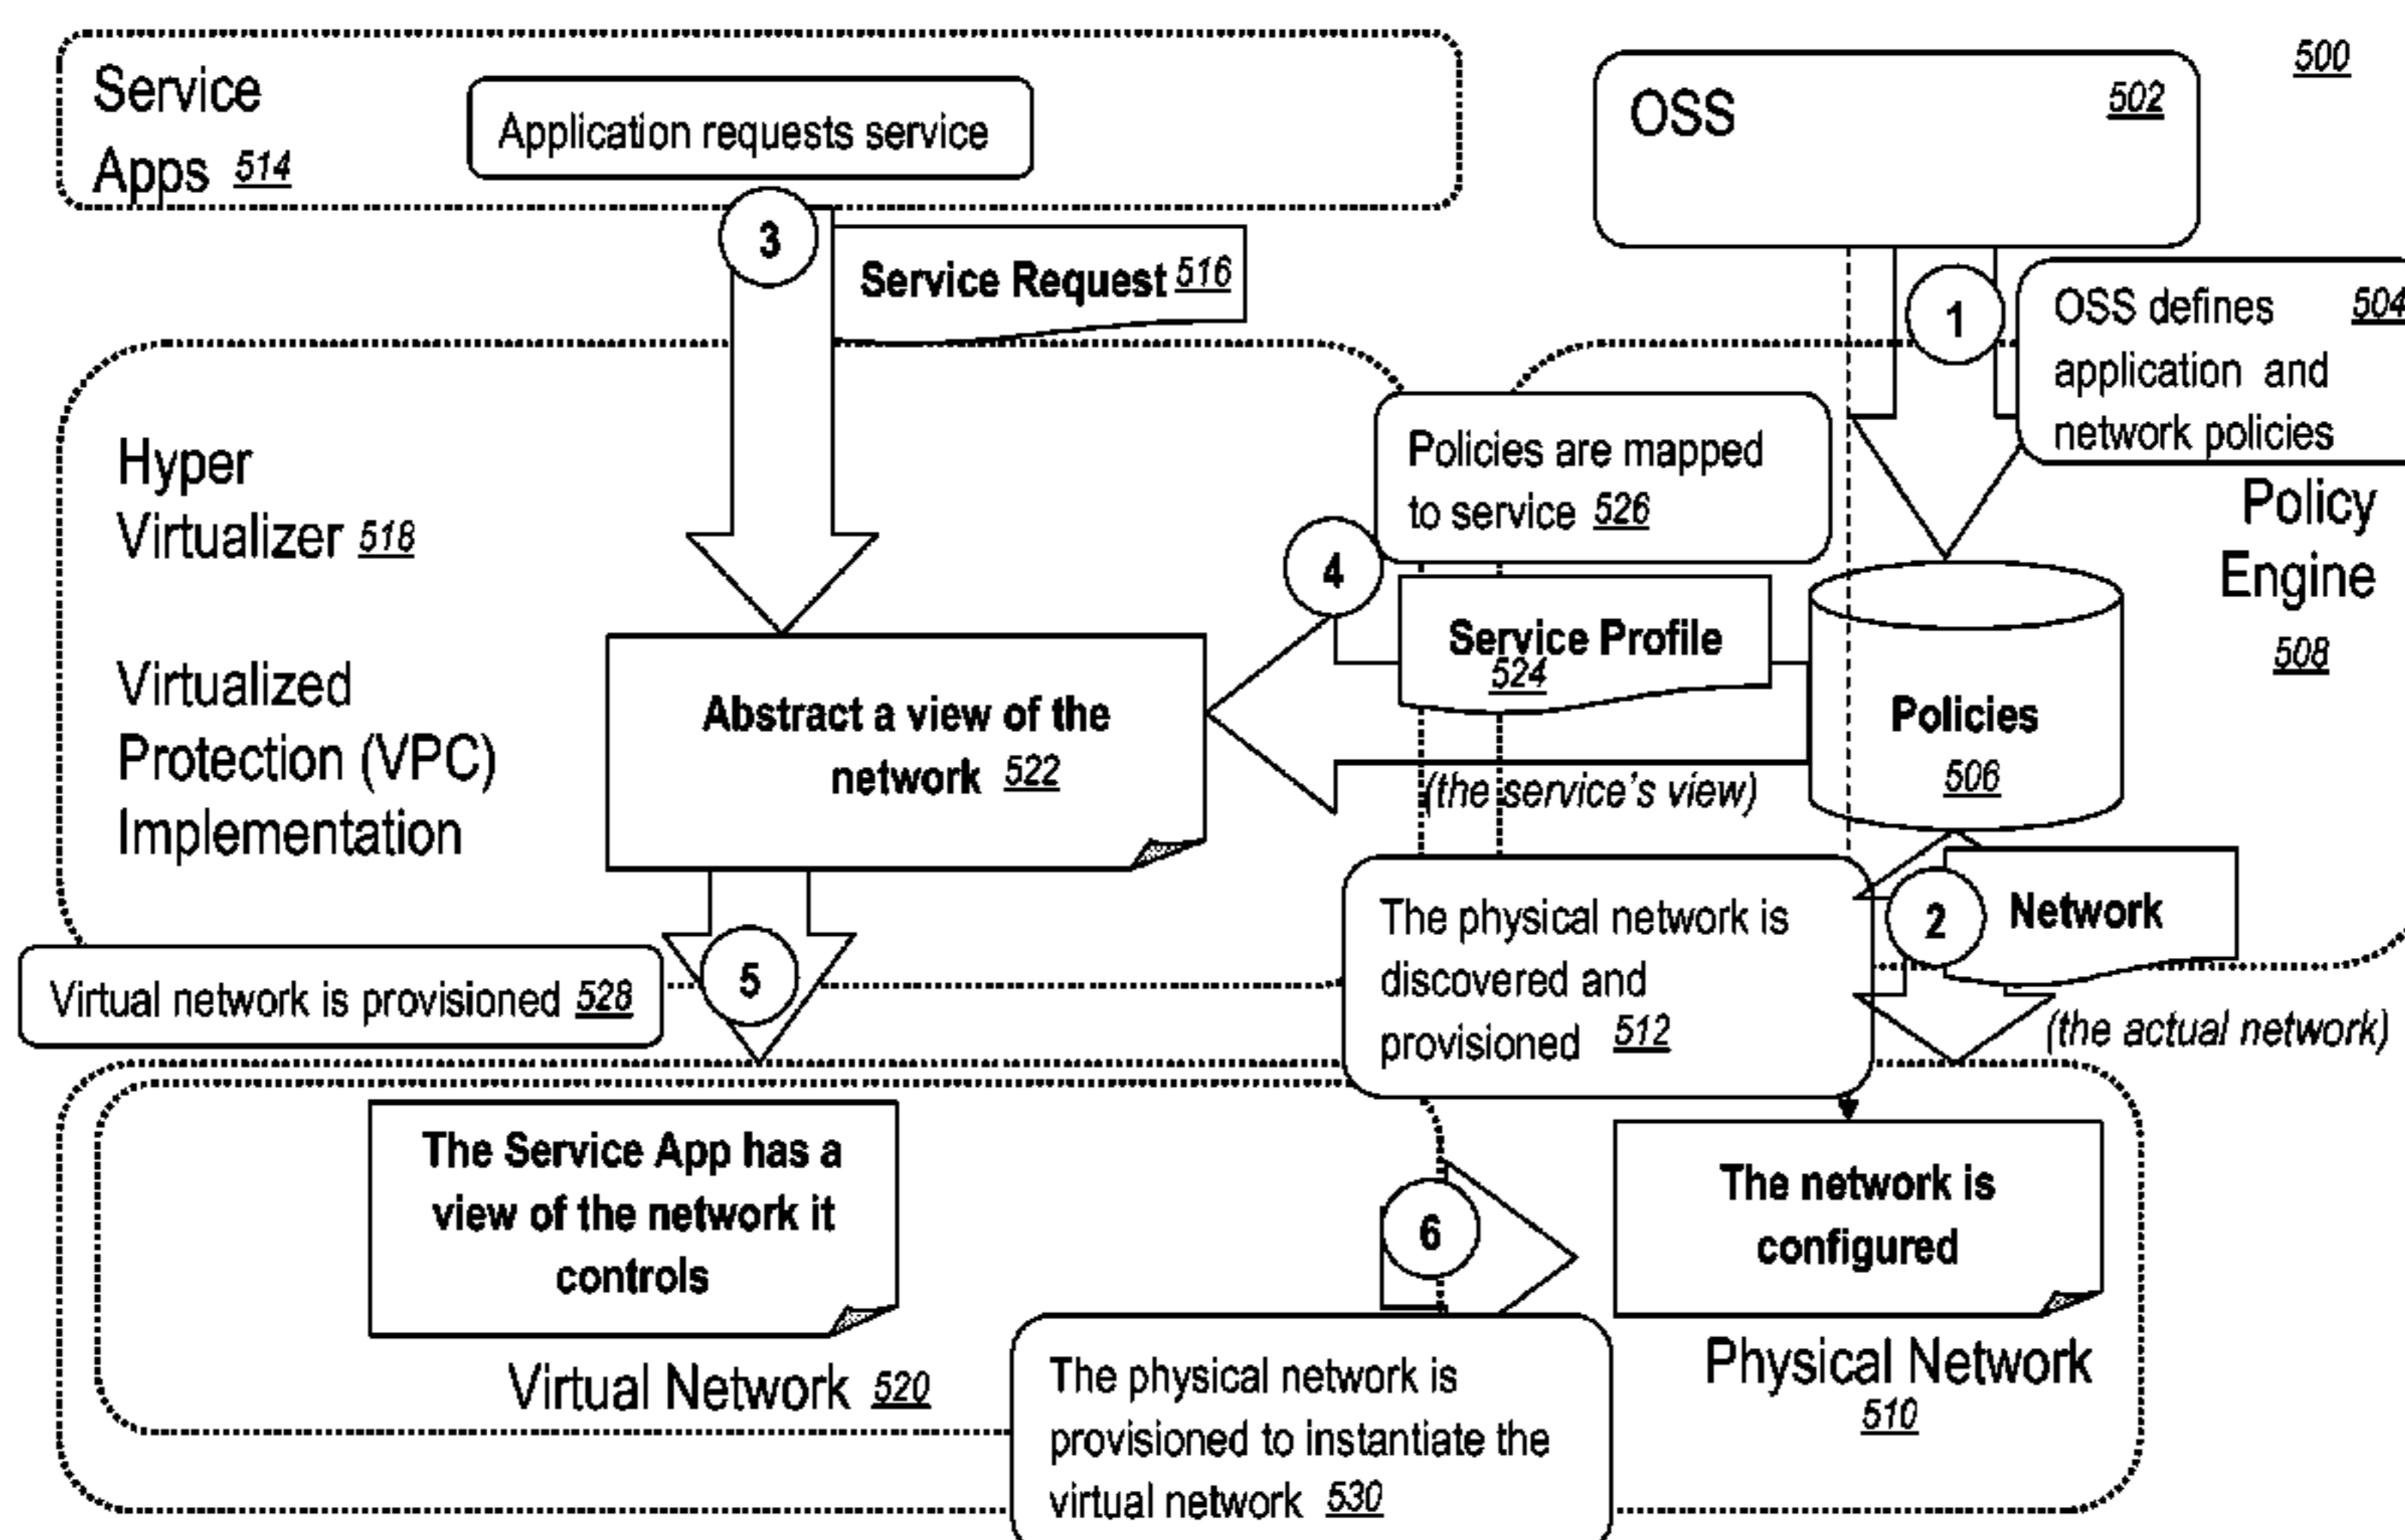 Service
Apps 514
Application requests service
OSS
502
500
3
Service Request 516
1
OSS defines 504
application and
network policies
Policy
Engine
508
Hyper
Virtualizer 518
Virtualized
Protection (VPC)
Implementation
Policies are mapped
to service 526
4
Service Profile
524
Abstract a view of the
network 522
(the service's view)
Policies
506
The physical network is
discovered and
provisioned 512
2
Network
(the actual network)
Virtual network is provisioned 528
5
The Service App has a
view of the network it
controls
Virtual Network 520
6
The network is
configured
Physical Network
510
The physical network is
provisioned to instantiate the
virtual network 530